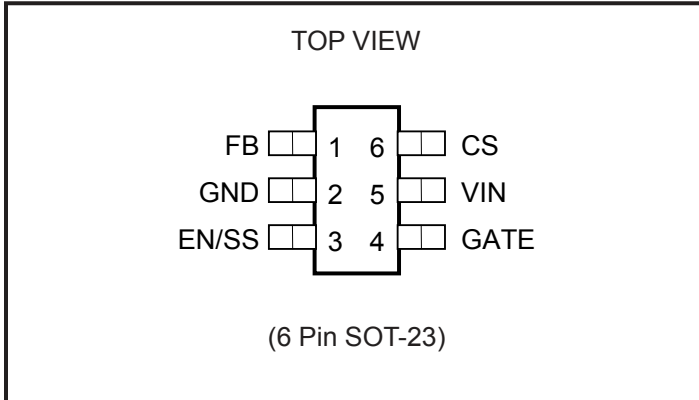 TOP VIEW
FB 1 6 CS
GND 2 5 VIN
EN/SS 3 4 GATE
(6 Pin SOT-23)